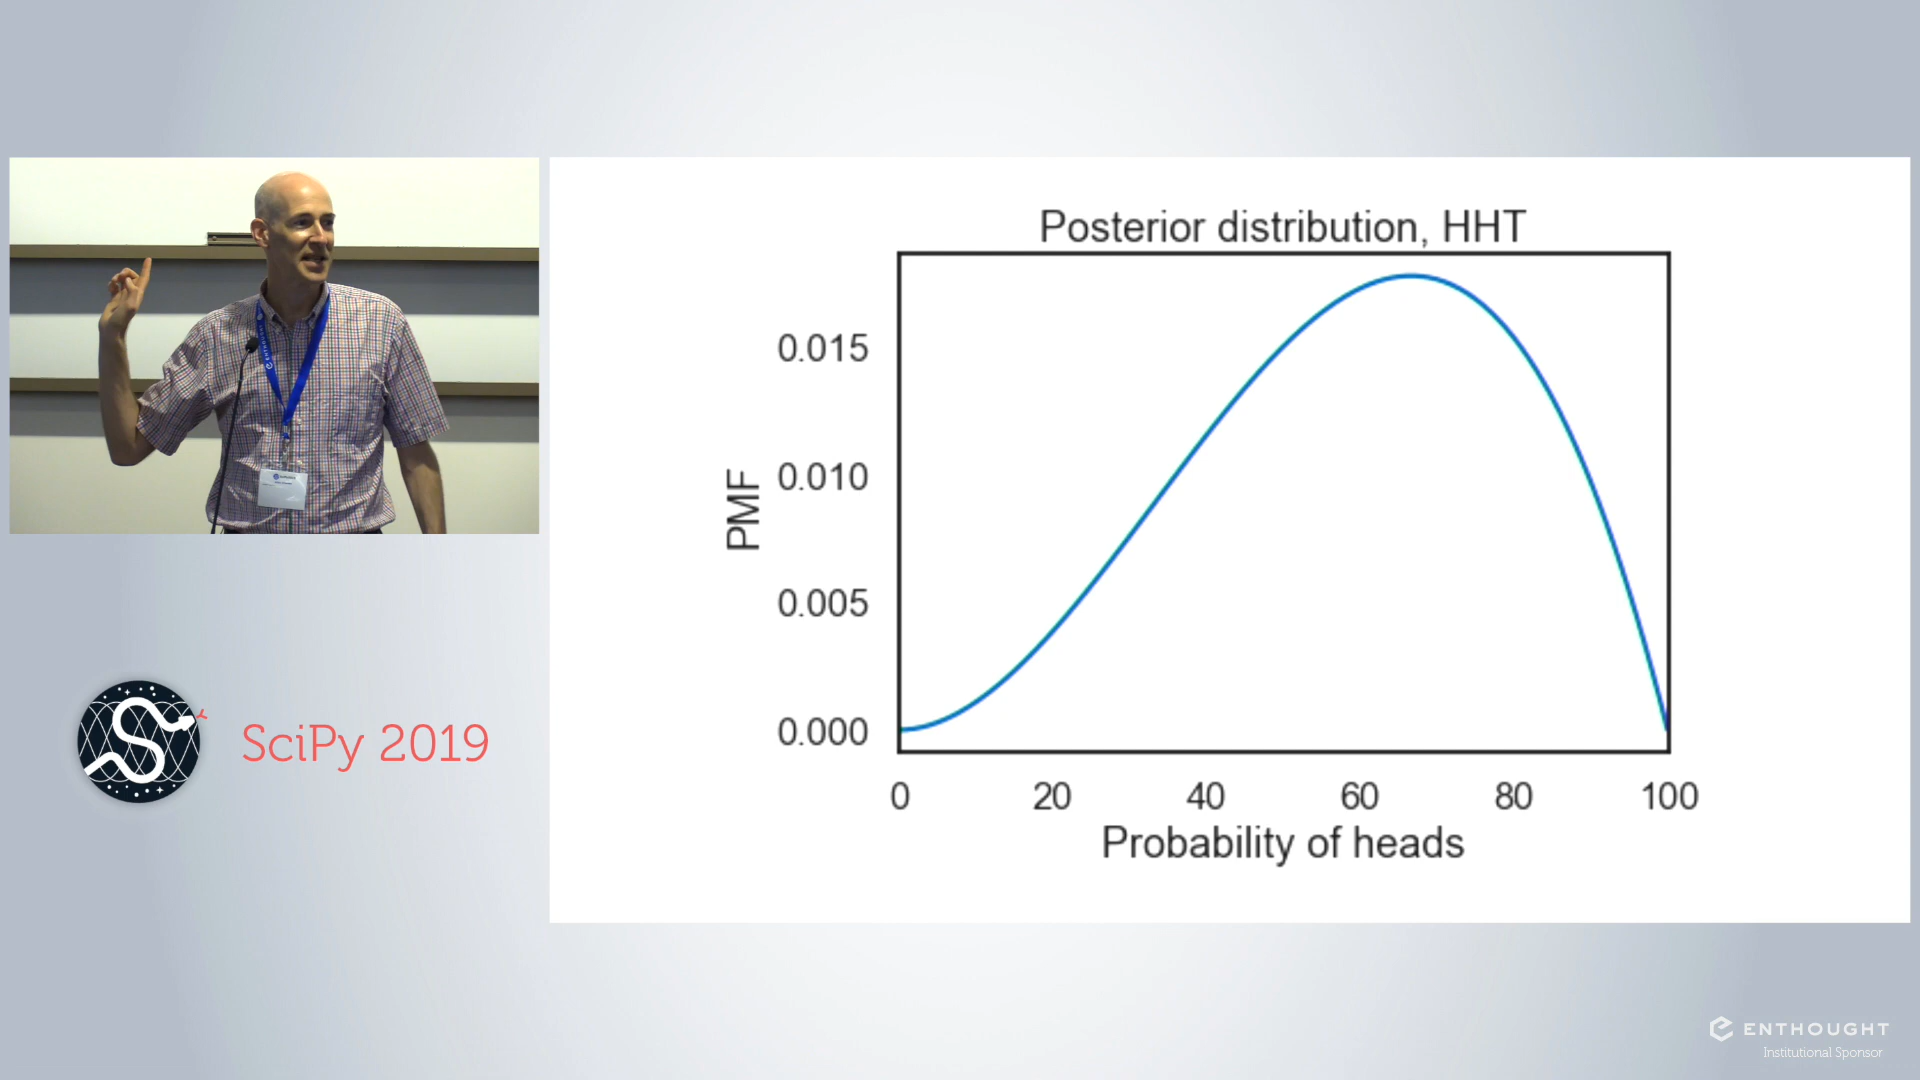 Posterior distribution, HHT
0.015
0.010
0.005
0.000
PMF
0 20 40 60 80 100
Probability of heads
SciPy 2019
ENTHOUGHT
Institutional Sponsor